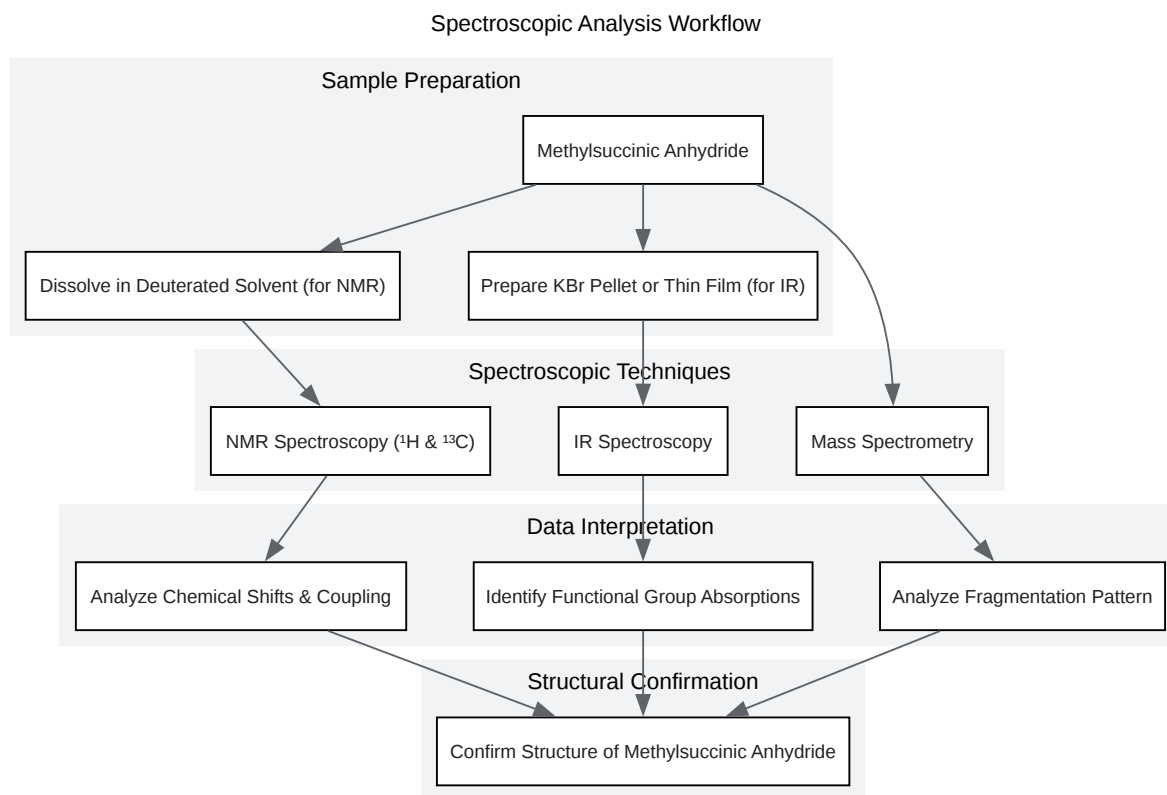 Spectroscopic Analysis Workflow
Sample Preparation
Methylsuccinic Anhydride
Dissolve in Deuterated Solvent (for NMR)
Prepare KBr Pellet or Thin Film (for IR)
Spectroscopic Techniques
NMR Spectroscopy (¹H & ¹³C)
IR Spectroscopy
Mass Spectrometry
Data Interpretation
Analyze Chemical Shifts & Coupling
Identify Functional Group Absorptions
Analyze Fragmentation Pattern
Structural Confirmation
Confirm Structure of Methylsuccinic Anhydride